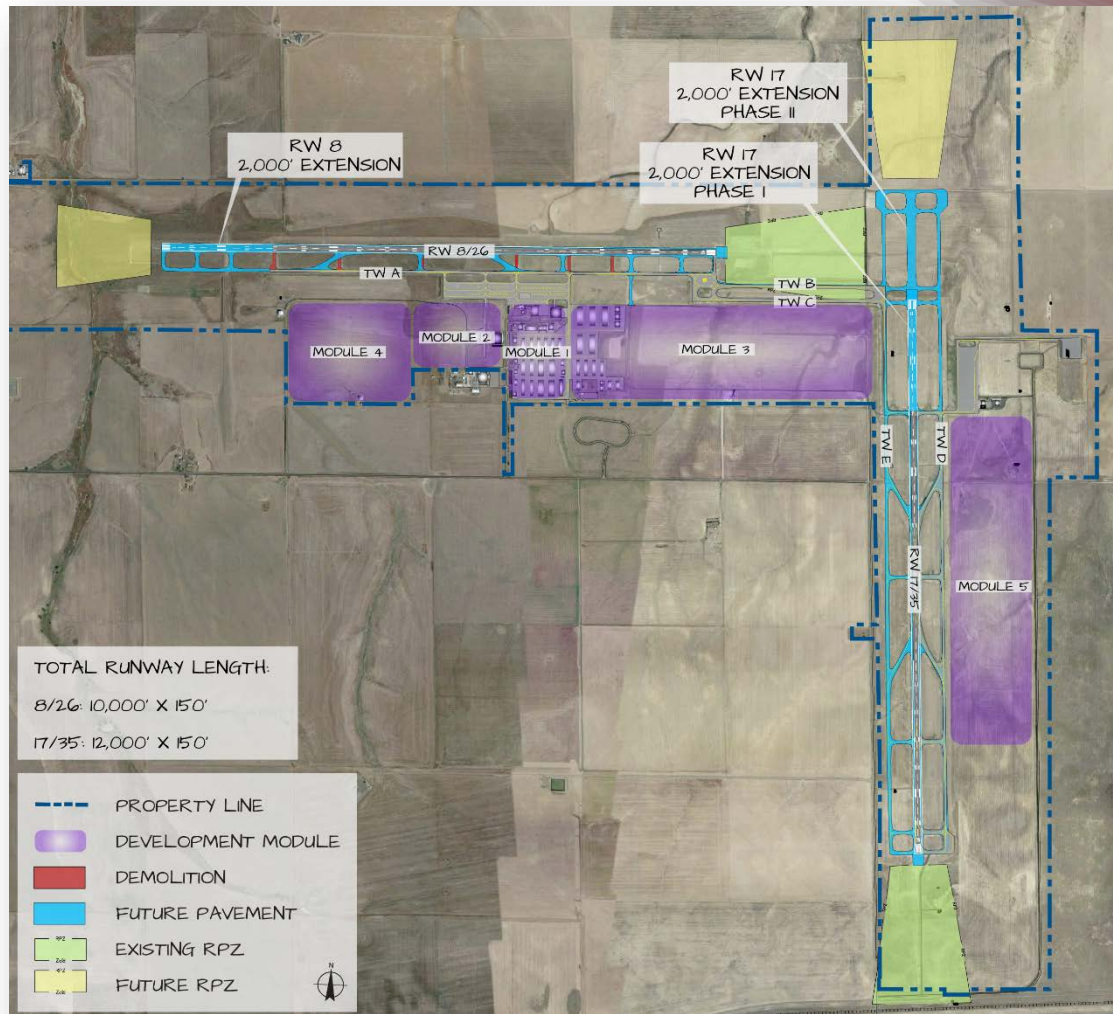 RW 17
2,000' EXTENSION
PHASE II
RW 17
2,000' EXTENSION
PHASE I
RW 8
2,000' EXTENSION
RW 8/26
TW A
TW B
TW C
MODULE 4
MODULE 2
MODULE 1
MODULE 3
TW E
TW D
RW 17/35
MODULE 5
TOTAL RUNWAY LENGTH:
8/26: 10,000' X 150'
17/35: 12,000' X 150'
PROPERTY LINE
DEVELOPMENT MODULE
DEMOLITION
FUTURE PAVEMENT
RPZ
EXISTING RPZ
RPZ
FUTURE RPZ
N